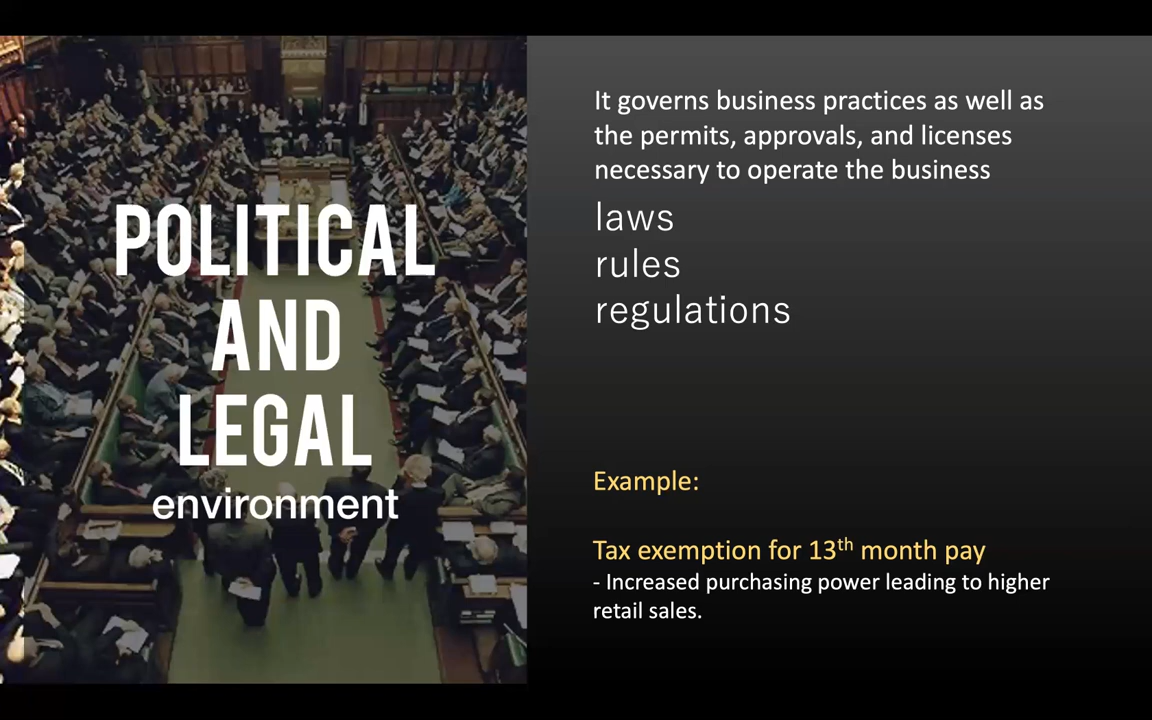 POLITICAL
AND
LEGAL
environment
It governs business practices as well as
the permits, approvals, and licenses
necessary to operate the business
laws
rules
regulations
Example:
Tax exemption for 13th month pay
- Increased purchasing power leading to higher
retail sales.